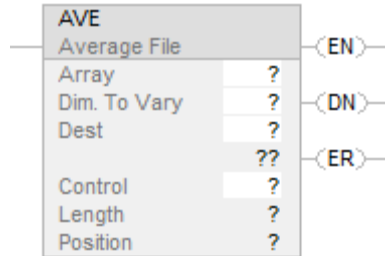 AVE
Average File
(EN)
Array ?
Dim. To Vary ?
(DN)
Dest ?
??
(ER)
Control ?
Length ?
Position ?